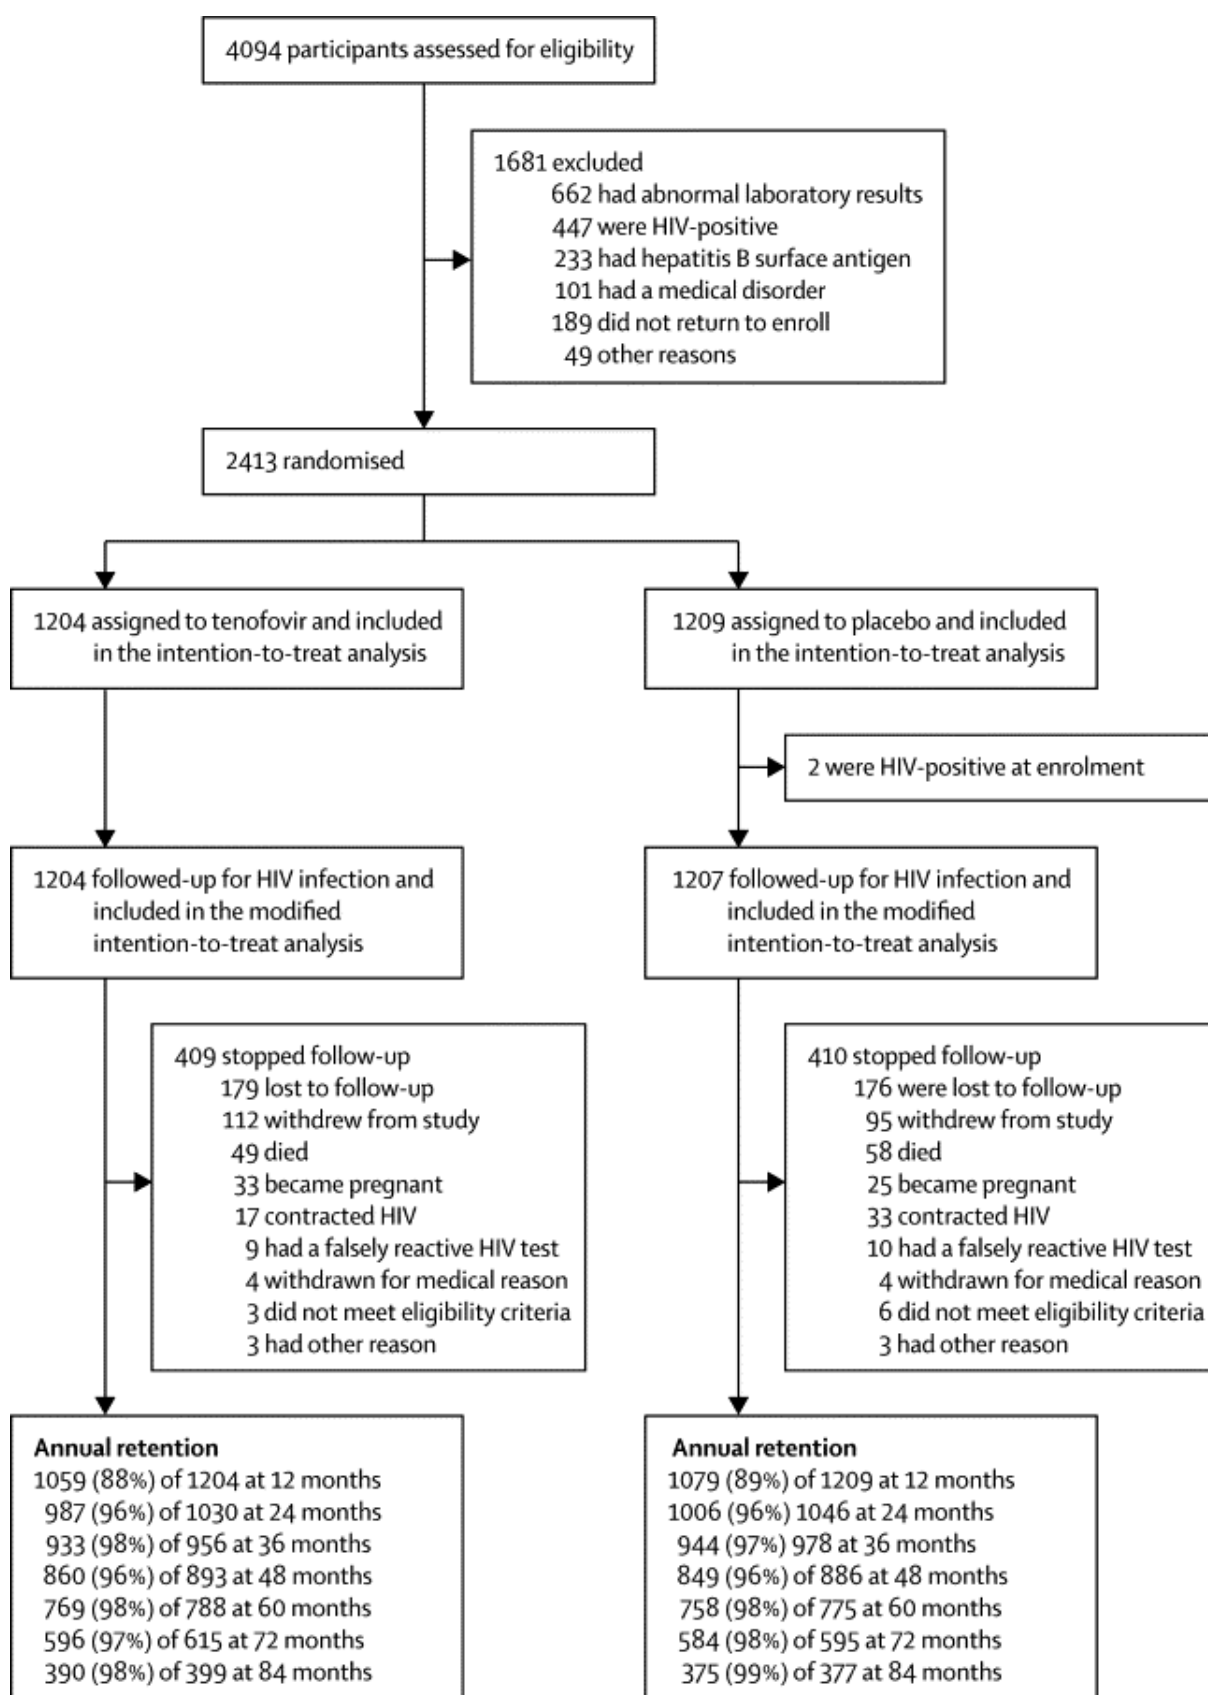 4094 participants assessed for eligibility
1681 excluded
662 had abnormal laboratory results
447 were HIV-positive
233 had hepatitis B surface antigen
101 had a medical disorder
189 did not return to enroll
49 other reasons
2413 randomised
1204 assigned to tenofovir and included
in the intention-to-treat analysis
1209 assigned to placebo and included
in the intention-to-treat analysis
2 were HIV-positive at enrolment
1204 followed-up for HIV infection and
included in the modified
intention-to-treat analysis
1207 followed-up for HIV infection and
included in the modified
intention-to-treat analysis
409 stopped follow-up
179 lost to follow-up
112 withdrew from study
49 died
33 became pregnant
17 contracted HIV
9 had a falsely reactive HIV test
4 withdrawn for medical reason
3 did not meet eligibility criteria
3 had other reason
410 stopped follow-up
176 were lost to follow-up
95 withdrew from study
58 died
25 became pregnant
33 contracted HIV
10 had a falsely reactive HIV test
4 withdrawn for medical reason
6 did not meet eligibility criteria
3 had other reason
Annual retention
1059 (88%) of 1204 at 12 months
987 (96%) of 1030 at 24 months
933 (98%) of 956 at 36 months
860 (96%) of 893 at 48 months
769 (98%) of 788 at 60 months
596 (97%) of 615 at 72 months
390 (98%) of 399 at 84 months
Annual retention
1079 (89%) of 1209 at 12 months
1006 (96%) 1046 at 24 months
944 (97%) 978 at 36 months
849 (96%) of 886 at 48 months
758 (98%) of 775 at 60 months
584 (98%) of 595 at 72 months
375 (99%) of 377 at 84 months